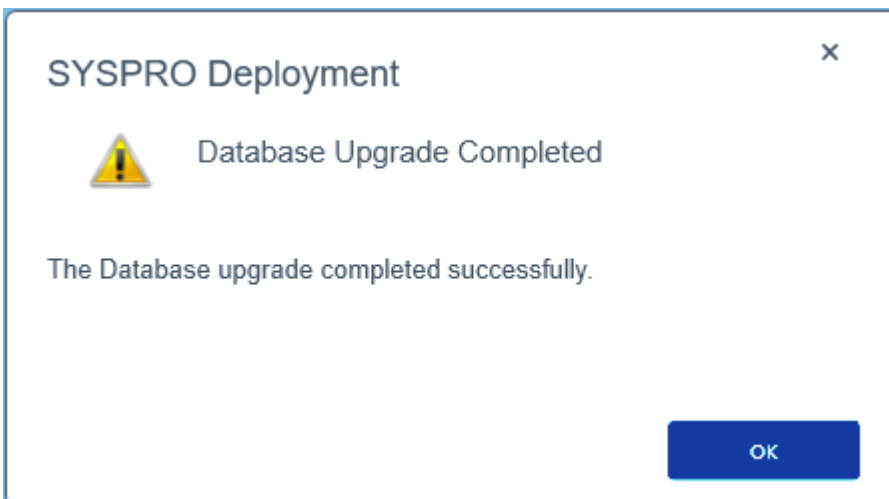 SYSPRO Deployment
Database Upgrade Completed
The Database upgrade completed successfully.
OK